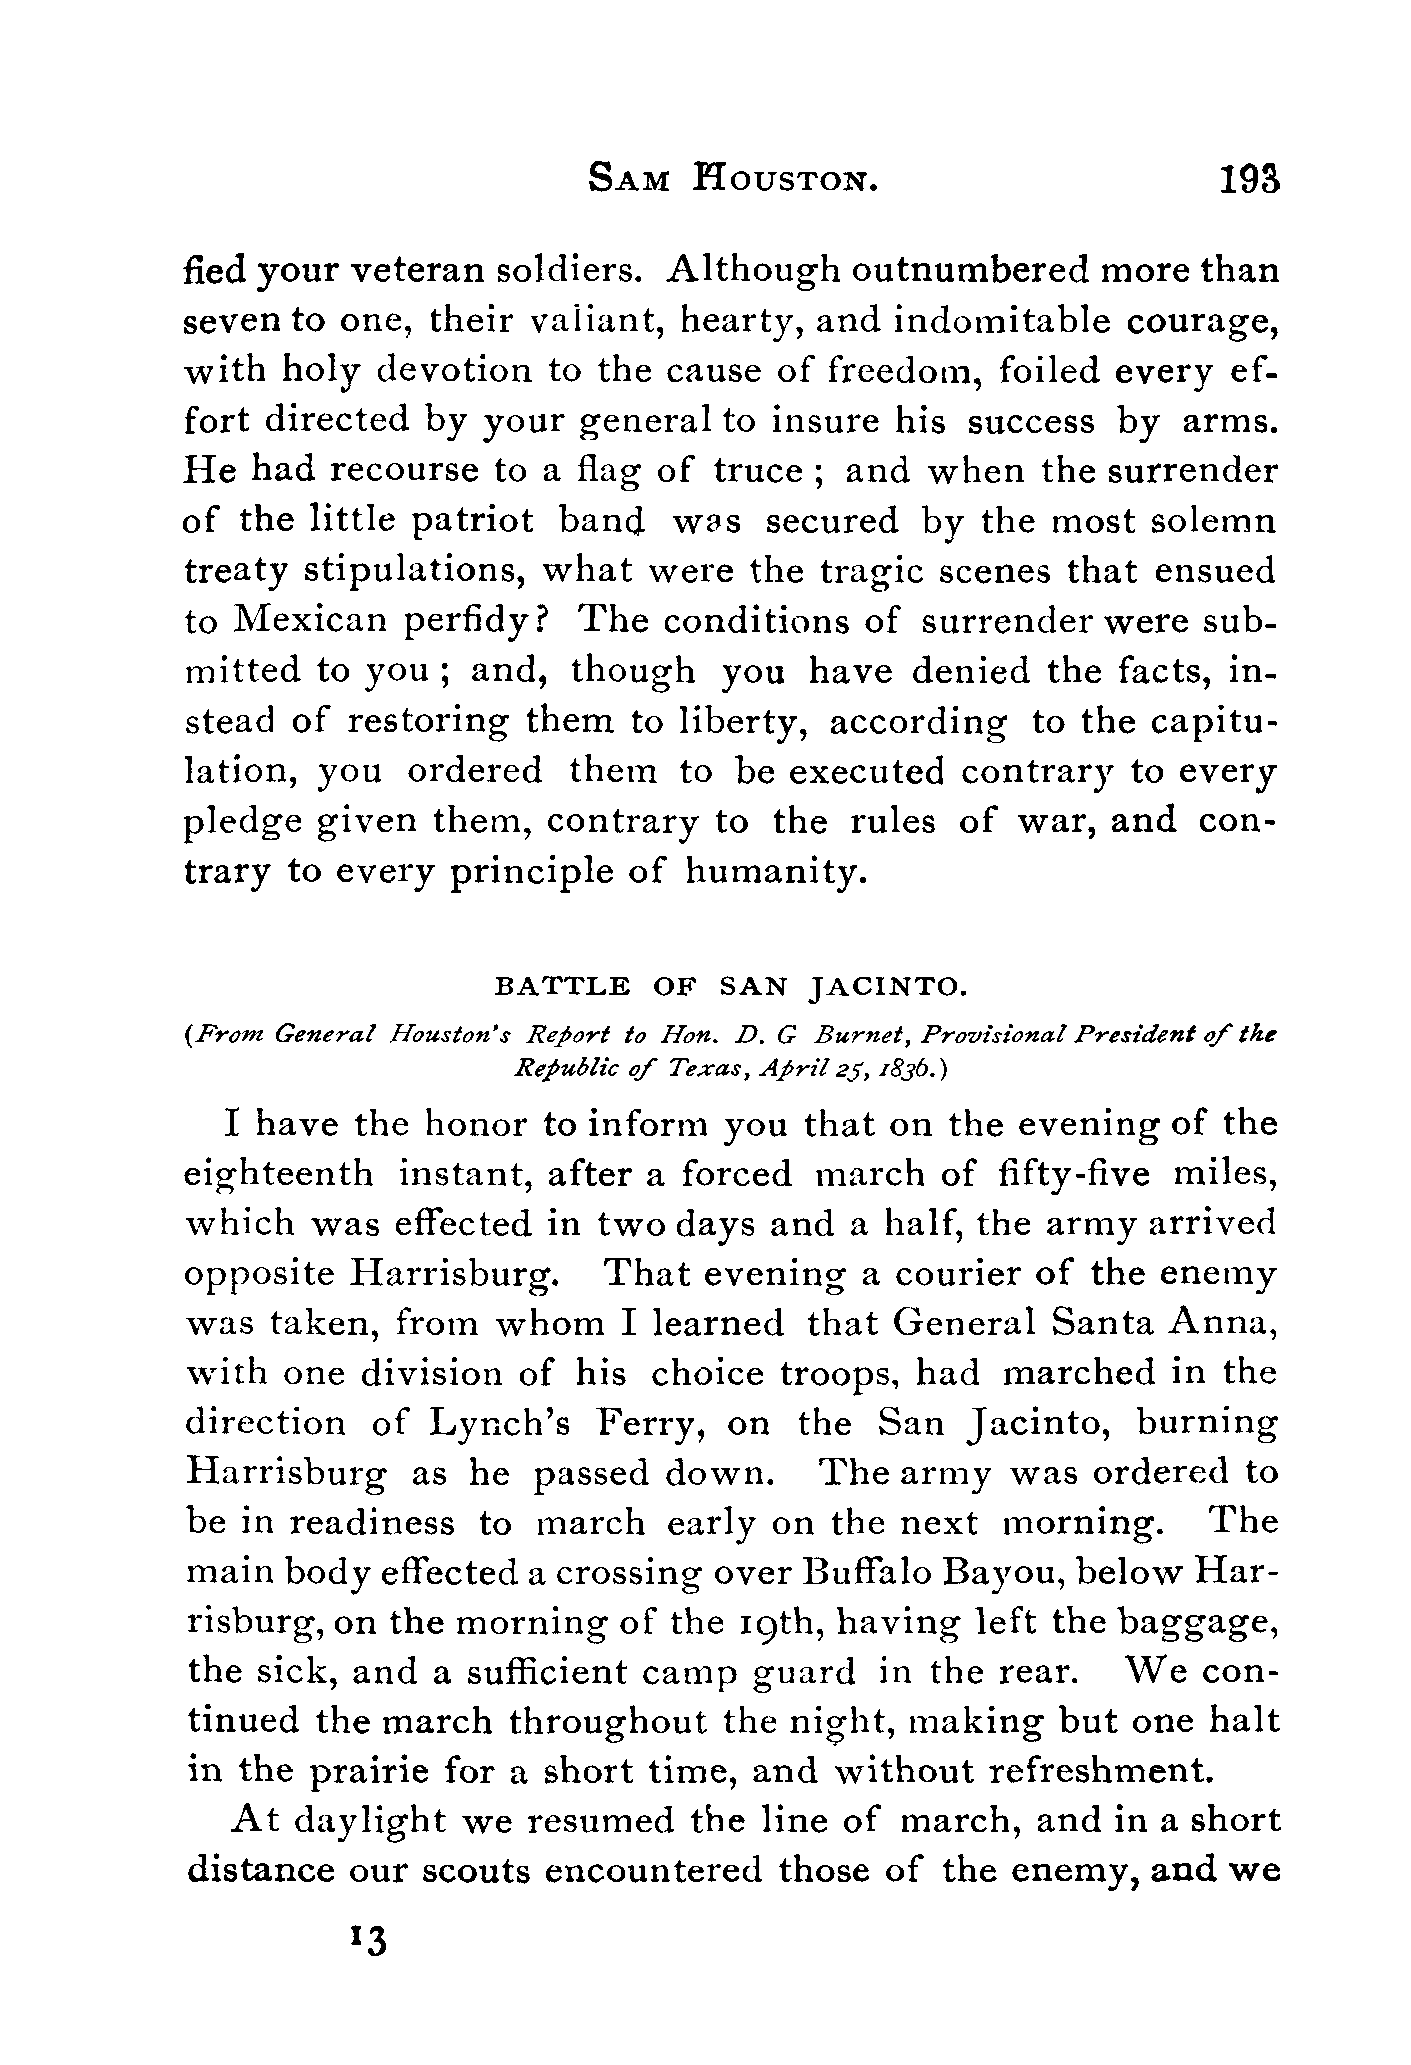 SAM HOUSTON. 193
fied your veteran soldiers. Although outnumbered more than
seven to one, their valiant, hearty, and indomitable courage,
with holy devotion to the cause of freedom, foiled every ef-
fort directed by your general to insure his success by arms.
He had recourse to a flag of truce ; and when the surrender
of the little patriot band was secured by the most solemn
treaty stipulations, what were the tragic scenes that ensued
to Mexican perfidy? The conditions of surrender were sub-
mitted to you ; and, though you have denied the facts, in-
stead of restoring them to liberty, according to the capitu-
lation, you ordered them to be executed contrary to every
pledge given them, contrary to the rules of war, and con-
trary to every principle of humanity.
BATTLE OF SAN JACINTO.
(From General Houston's Report to Hon. D. G Burnet, Provisional President of the
Republic of Texas, April 25, 1836.)
I have the honor to inform you that on the evening of the
eighteenth instant, after a forced march of fifty-five miles,
which was effected in two days and a half, the army arrived
opposite Harrisburg. That evening a courier of the enemy
was taken, from whom I learned that General Santa Anna,
with one division of his choice troops, had marched in the
direction of Lynch's Ferry, on the San Jacinto, burning
Harrisburg as he passed down. The army was ordered to
be in readiness to march early on the next morning. The
main body effected a crossing over Buffalo Bayou, below Har-
risburg, on the morning of the 19th, having left the baggage,
the sick, and a sufficient camp guard in the rear. We con-
tinued the march throughout the night, making but one halt
in the prairie for a short time, and without refreshment.
At daylight we resumed the line of march, and in a short
distance our scouts encountered those of the enemy, and we
13